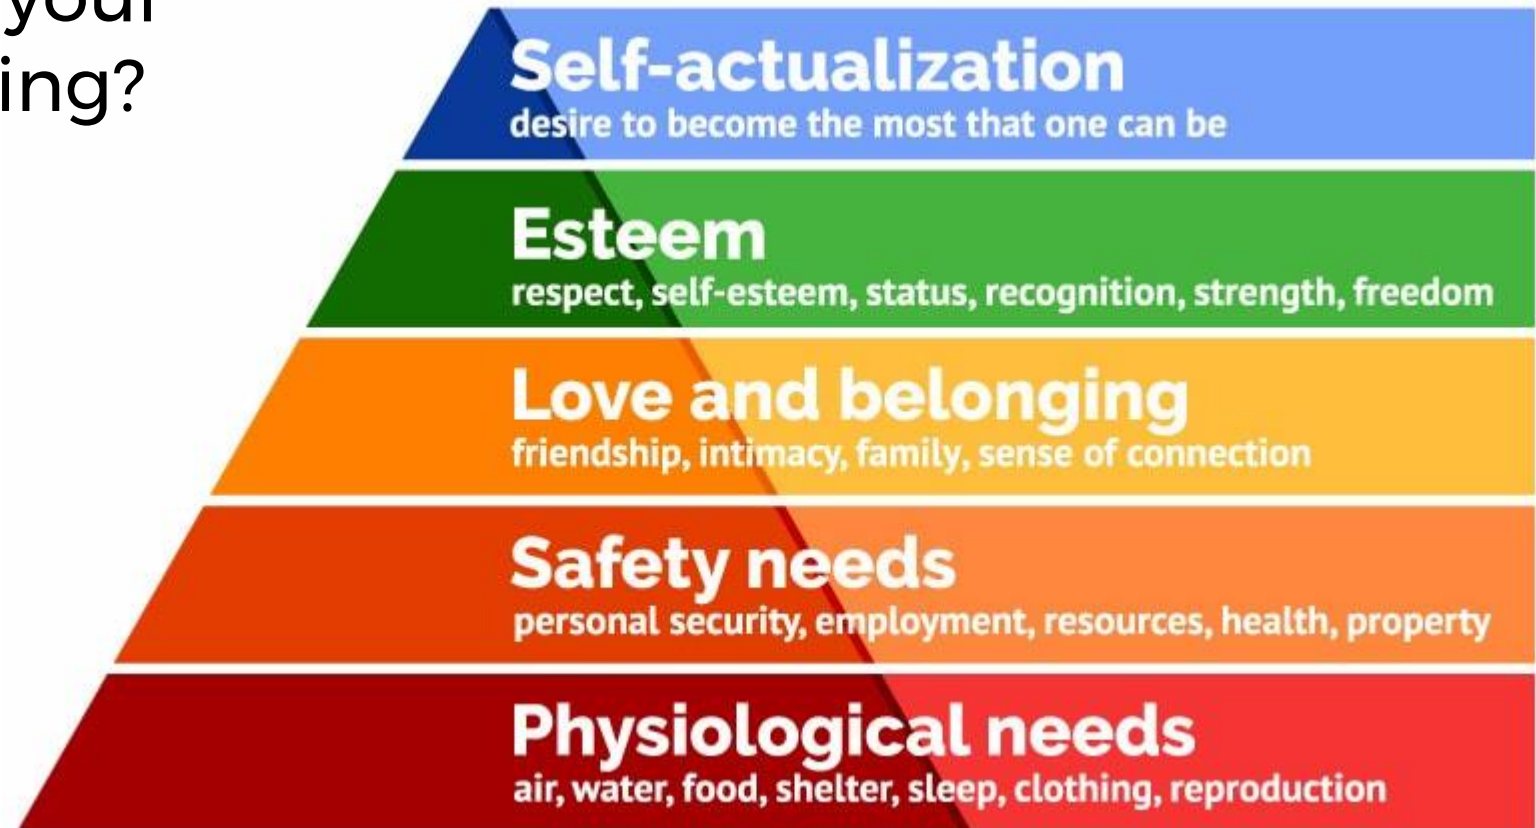 ing?
Self-actualization
desire to become the most that one can be
Esteem
respect, self-esteem, status, recognition, strength, freedom
Love and belonging
friendship, intimacy, family, sense of connection
Safety needs
personal security, employment, resources, health, property
Physiological needs
air, water, food, shelter, sleep, clothing, reproduction